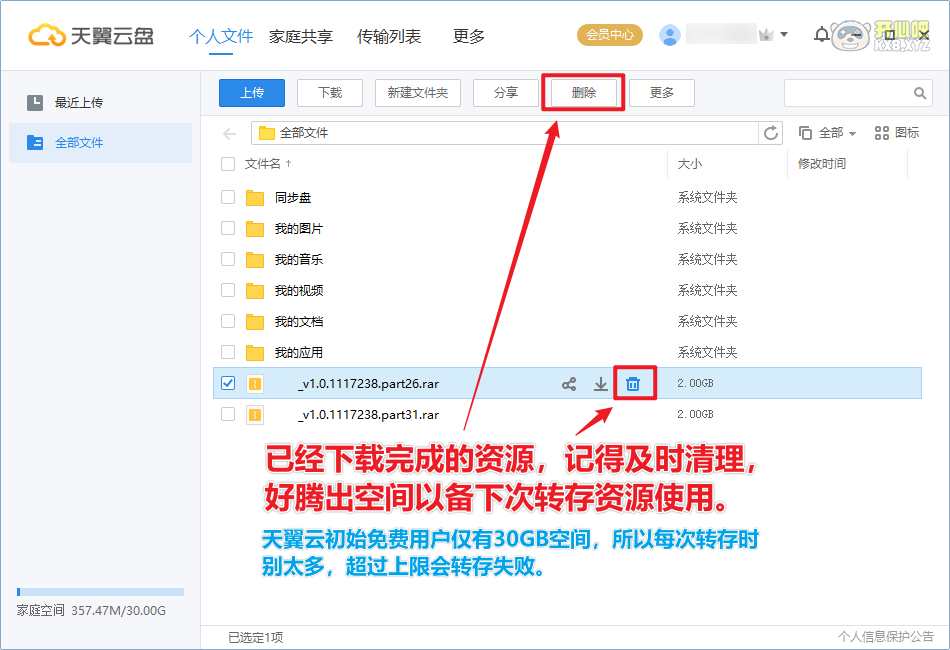 天翼云盘
个人文件 家庭共享 传输列表 更多
会员中心
开心吧
KX8.XYZ
最近上传
全部文件
上传 下载 新建文件夹 分享 删除 更多
全部文件
全部 图标
文件名↑ 大小 修改时间
同步盘 系统文件夹
我的图片 系统文件夹
我的音乐 系统文件夹
我的视频 系统文件夹
我的文档 系统文件夹
我的应用 系统文件夹
_v1.0.1117238.part26.rar 2.00GB
_v1.0.1117238.part31.rar 2.00GB
已经下载完成的资源，记得及时清理，
好腾出空间以备下次转存资源使用。
天翼云初始免费用户仅有30GB空间，所以每次转存时
别太多，超过上限会转存失败。
家庭空间 357.47M/30.00G
已选定1项
个人信息保护公告